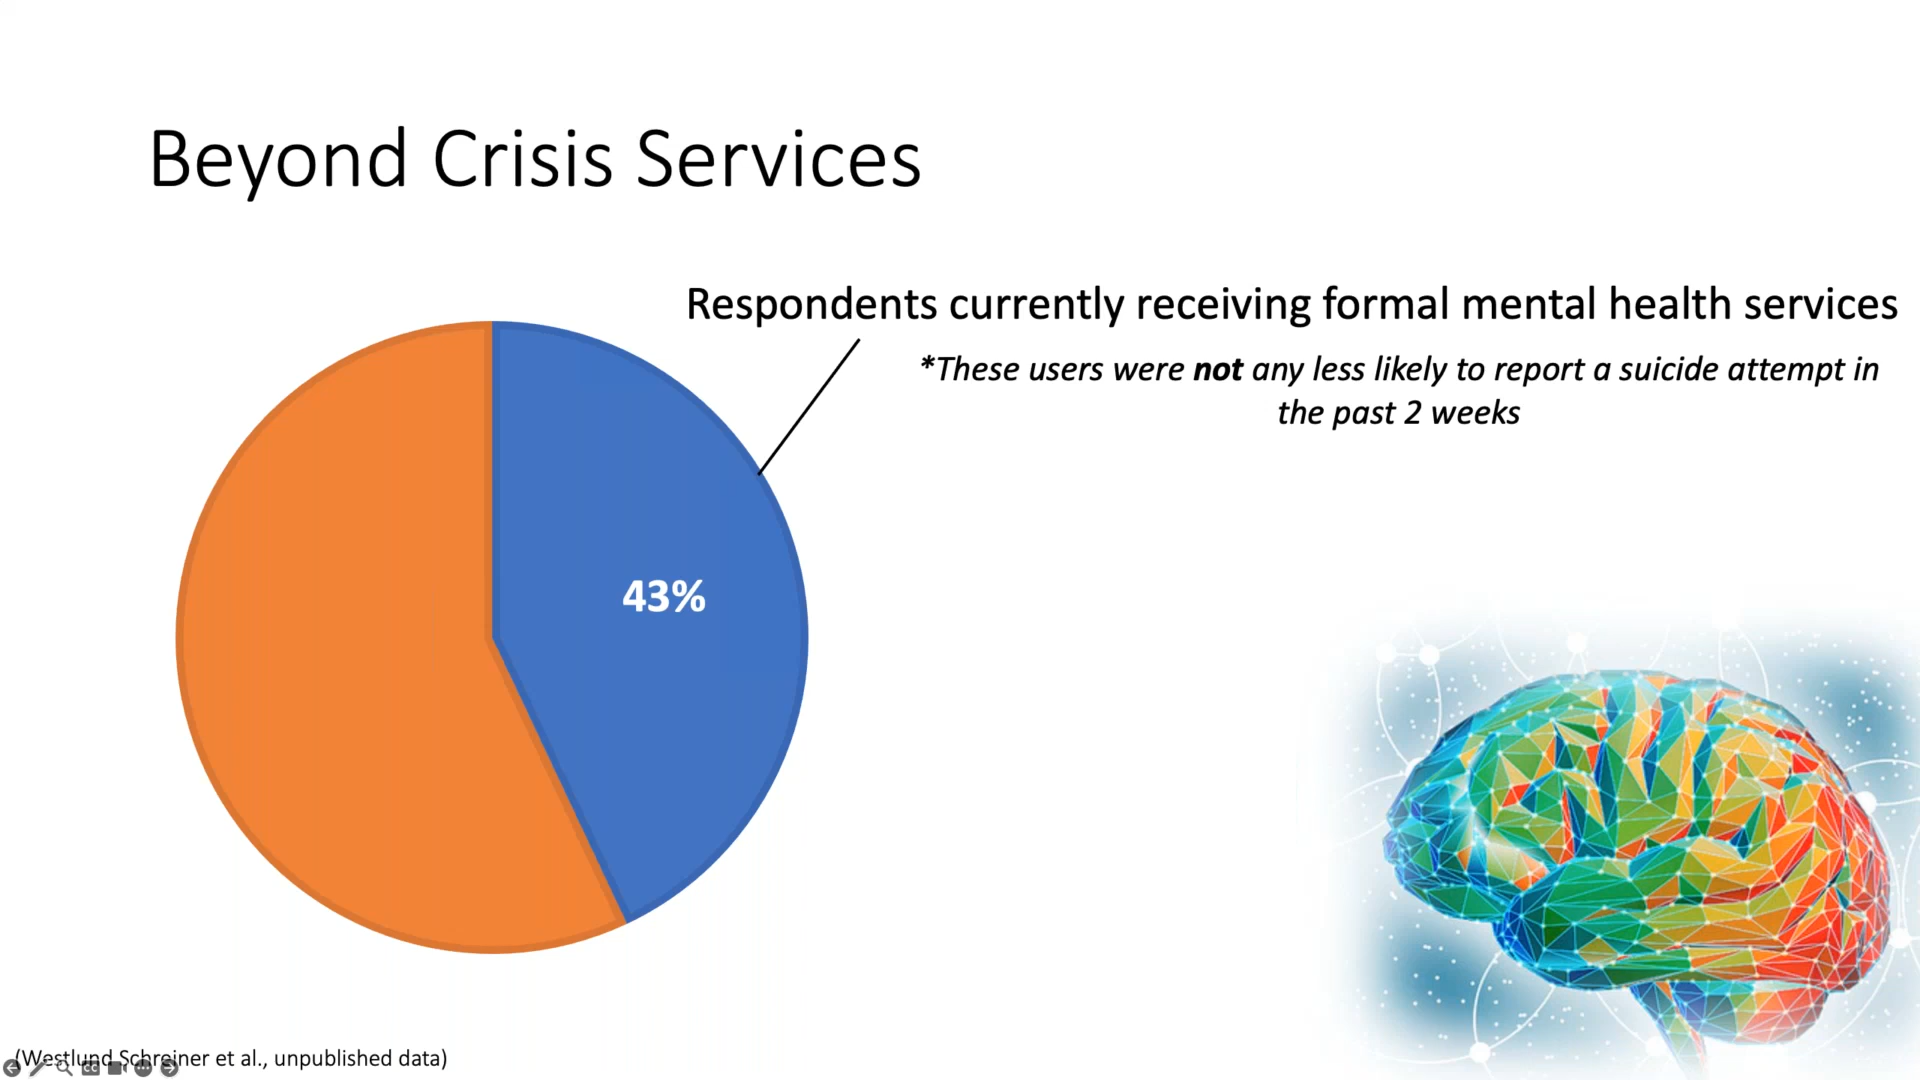 Beyond Crisis Services
Respondents currently receiving formal mental health services
*These users were not any less likely to report a suicide attempt in
the past 2 weeks
43%
(Westlund Schreiner et al., unpublished data)
CC